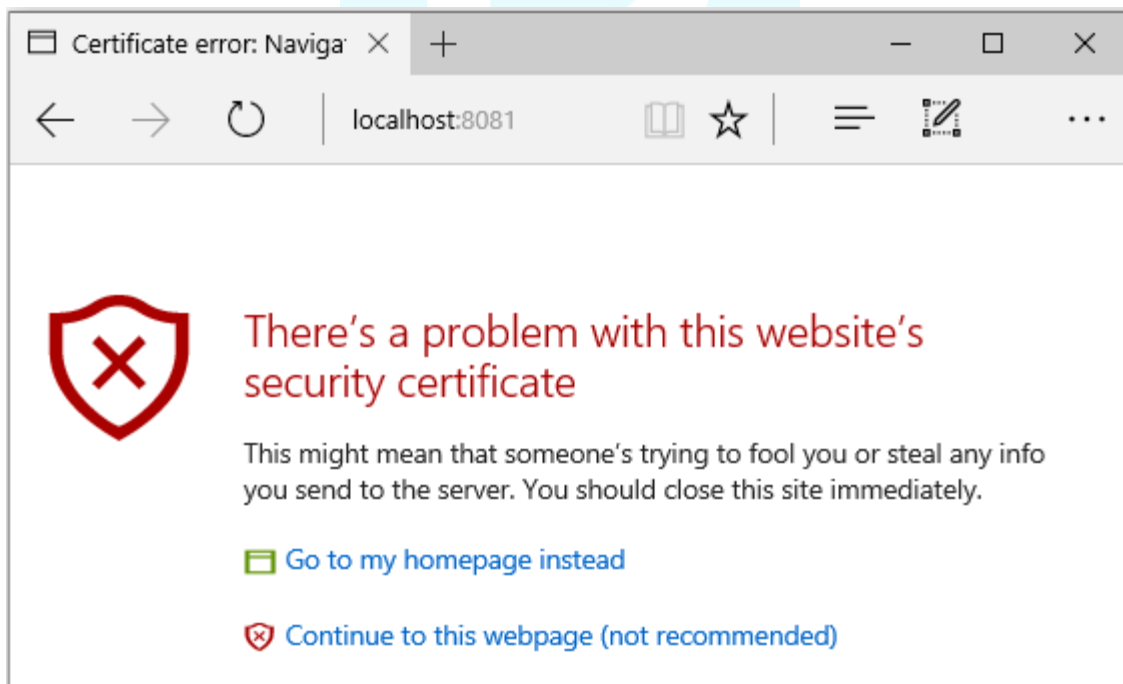 Certificate error: Naviga
localhost:8081
There's a problem with this website's
security certificate
This might mean that someone's trying to fool you or steal any info
you send to the server. You should close this site immediately.
Go to my homepage instead
Continue to this webpage (not recommended)